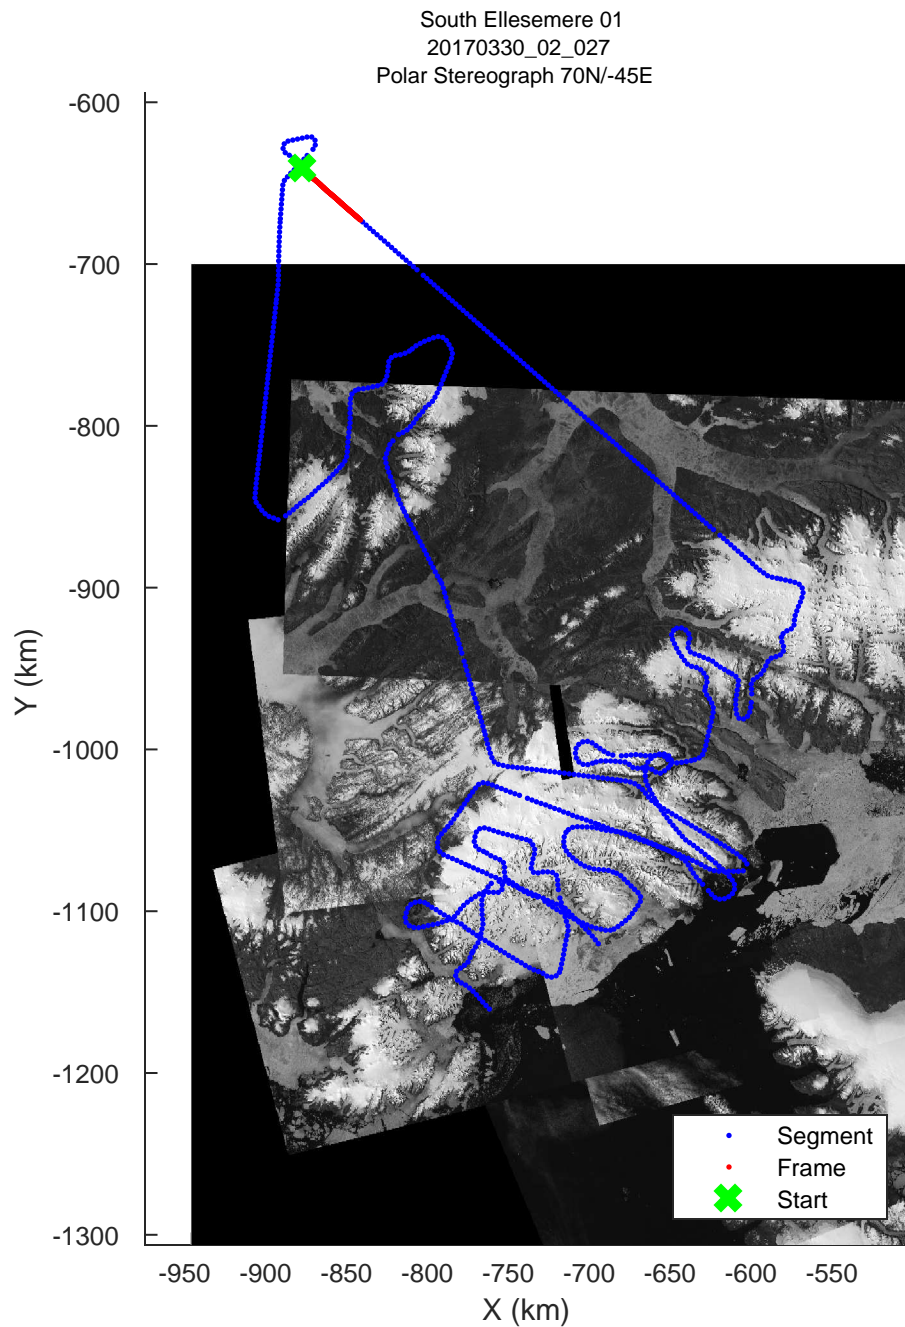 South Ellesemere 01
20170330_02_027
Polar Stereograph 70N/-45E
-600
-700
-800
-900
-1000
-1100
-1200
-1300
Y (km)
-950 -900 -850 -800 -750 -700 -650 -600 -550
X (km)
Segment
Frame
Start